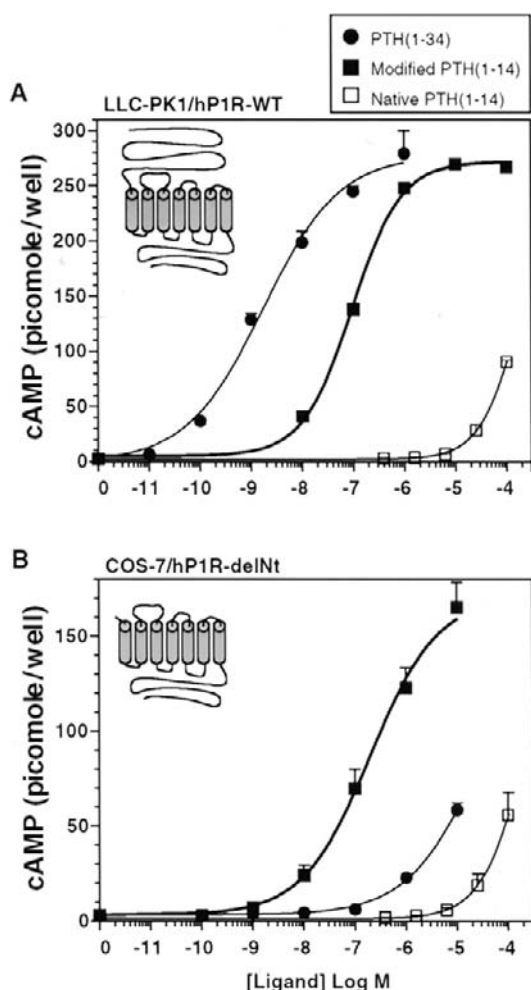 PTH(1-34)
Modified PTH(1-14)
Native PTH(1-14)
A
LLC-PK1/hP1R-WT
300
250
200
150
100
50
0
cAMP (picomole/well)
0 -11 -10 -9 -8 -7 -6 -5 -4
B
COS-7/hP1R-delNt
150
100
50
0
cAMP (picomole/well)
0 -11 -10 -9 -8 -7 -6 -5 -4
[Ligand] Log M